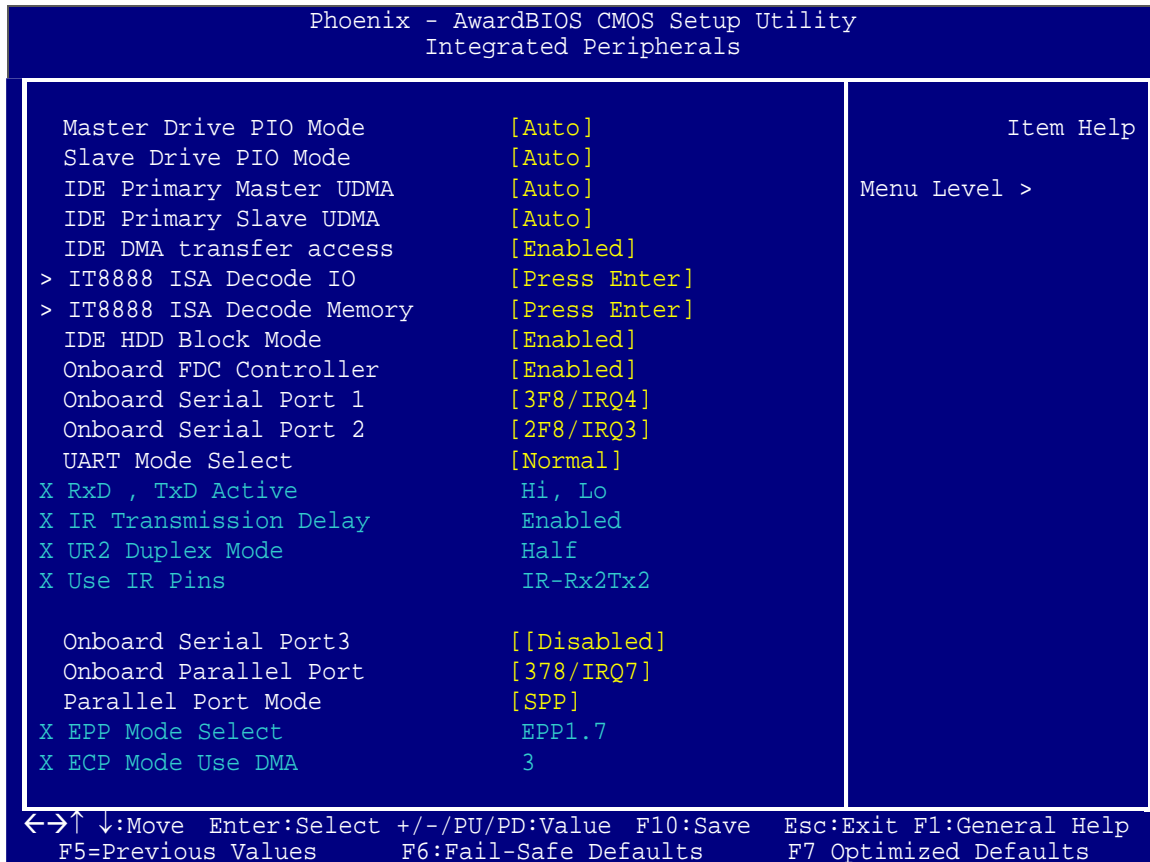 Phoenix - AwardBIOS CMOS Setup Utility
Integrated Peripherals
Master Drive PIO Mode [Auto] Item Help
Slave Drive PIO Mode [Auto]
IDE Primary Master UDMA [Auto] Menu Level >
IDE Primary Slave UDMA [Auto]
IDE DMA transfer access [Enabled]
> IT8888 ISA Decode IO [Press Enter]
> IT8888 ISA Decode Memory [Press Enter]
IDE HDD Block Mode [Enabled]
Onboard FDC Controller [Enabled]
Onboard Serial Port 1 [3F8/IRQ4]
Onboard Serial Port 2 [2F8/IRQ3]
UART Mode Select [Normal]
X RxD , TxD Active Hi, Lo
X IR Transmission Delay Enabled
X UR2 Duplex Mode Half
X Use IR Pins IR-Rx2Tx2
Onboard Serial Port3 [[Disabled]
Onboard Parallel Port [378/IRQ7]
Parallel Port Mode [SPP]
X EPP Mode Select EPP1.7
X ECP Mode Use DMA 3
←→↑ ↓:Move Enter:Select +/-/PU/PD:Value F10:Save Esc:Exit F1:General Help
F5=Previous Values F6:Fail-Safe Defaults F7 Optimized Defaults